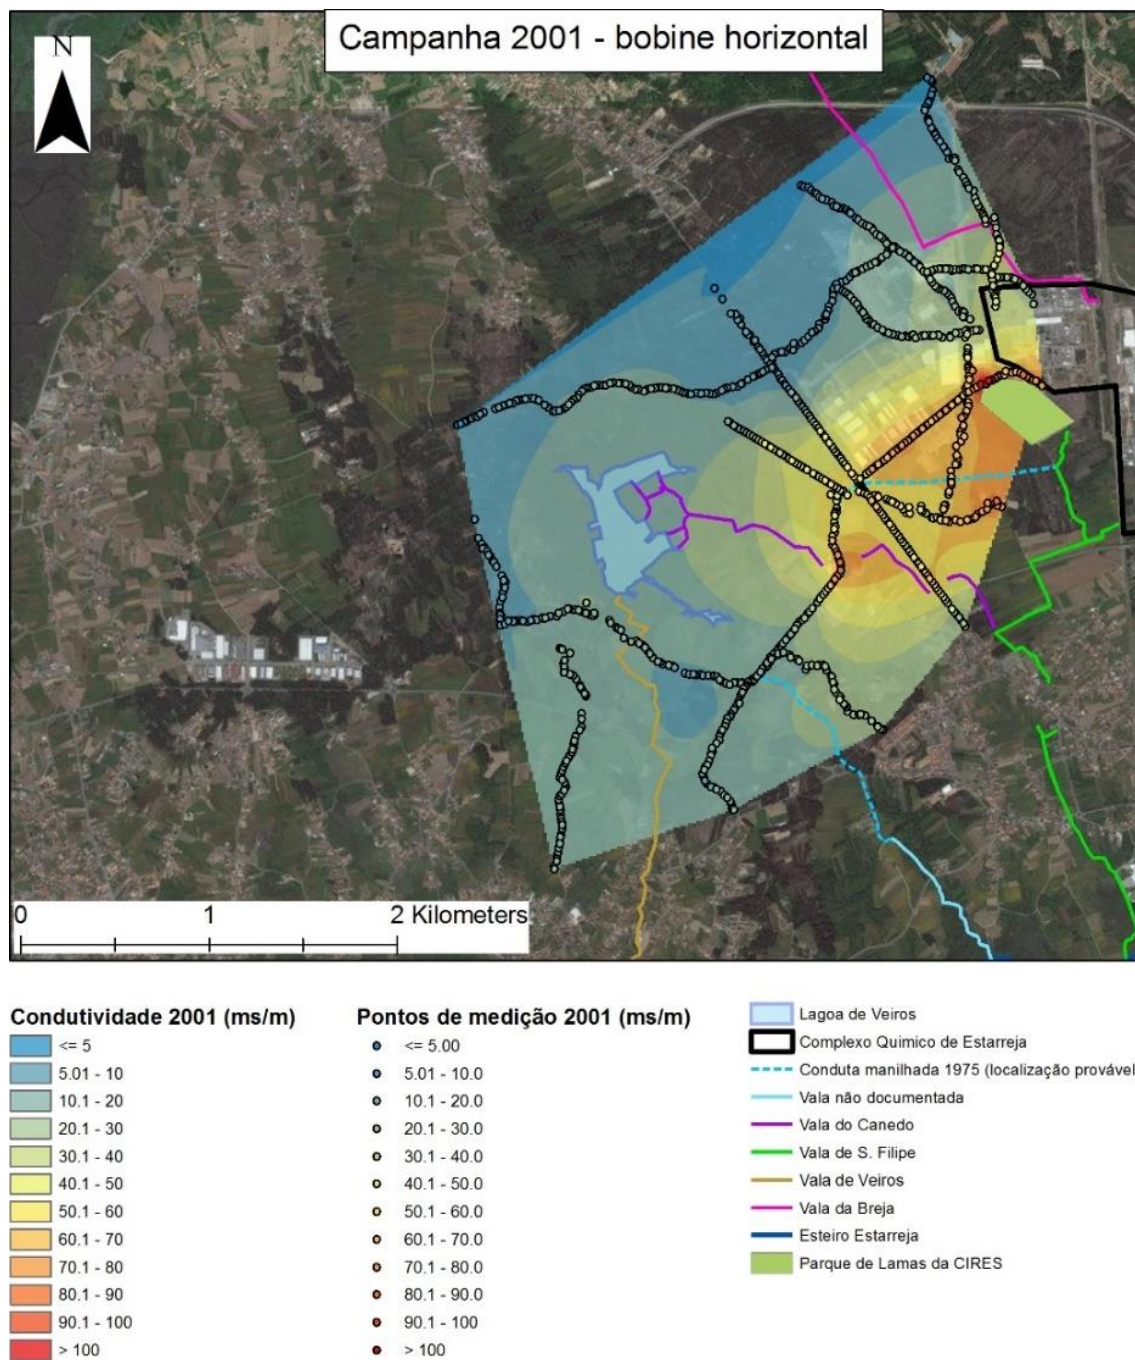 Campanha 2001 - bobine horizontal
N
0 1 2 Kilometers
Condutividade 2001 (ms/m)
<= 5
5.01 - 10
10.1 - 20
20.1 - 30
30.1 - 40
40.1 - 50
50.1 - 60
60.1 - 70
70.1 - 80
80.1 - 90
90.1 - 100
> 100
Pontos de medição 2001 (ms/m)
<= 5.00
5.01 - 10.0
10.1 - 20.0
20.1 - 30.0
30.1 - 40.0
40.1 - 50.0
50.1 - 60.0
60.1 - 70.0
70.1 - 80.0
80.1 - 90.0
90.1 - 100
> 100
Lagoa de Veiros
Complexo Quimico de Estarreja
Conduta manilhada 1975 (localização provável
Vala não documentada
Vala do Canedo
Vala de S. Filipe
Vala de Veiros
Vala da Breja
Esteiro Estarreja
Parque de Lamas da CIRES